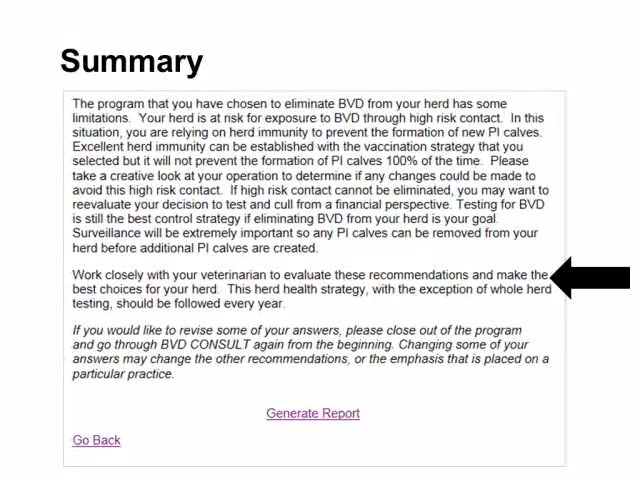 Summary
The program that you have chosen to eliminate BVD from your herd has some
limitations.  Your herd is at risk for exposure to BVD through high risk contact.  In this
situation, you are relying on herd immunity to prevent the formation of new PI calves.
Excellent herd immunity can be established with the vaccination strategy that you
selected but it will not prevent the formation of PI calves 100% of the time.  Please
take a creative look at your operation to determine if any changes could be made to
avoid this high risk contact.  If high risk contact cannot be eliminated, you may want to
reevaluate your decision to test and cull from a financial perspective. Testing for BVD
is still the best control strategy if eliminating BVD from your herd is your goal.
Surveillance will be extremely important so any PI calves can be removed from your
herd before additional PI calves are created.
Work closely with your veterinarian to evaluate these recommendations and make the
best choices for your herd.  This herd health strategy, with the exception of whole herd
testing, should be followed every year.
If you would like to revise some of your answers, please close out of the program
and go through BVD CONSULT again from the beginning. Changing some of your
answers may change the other recommendations, or the emphasis that is placed on a
particular practice.
Generate Report
Go Back